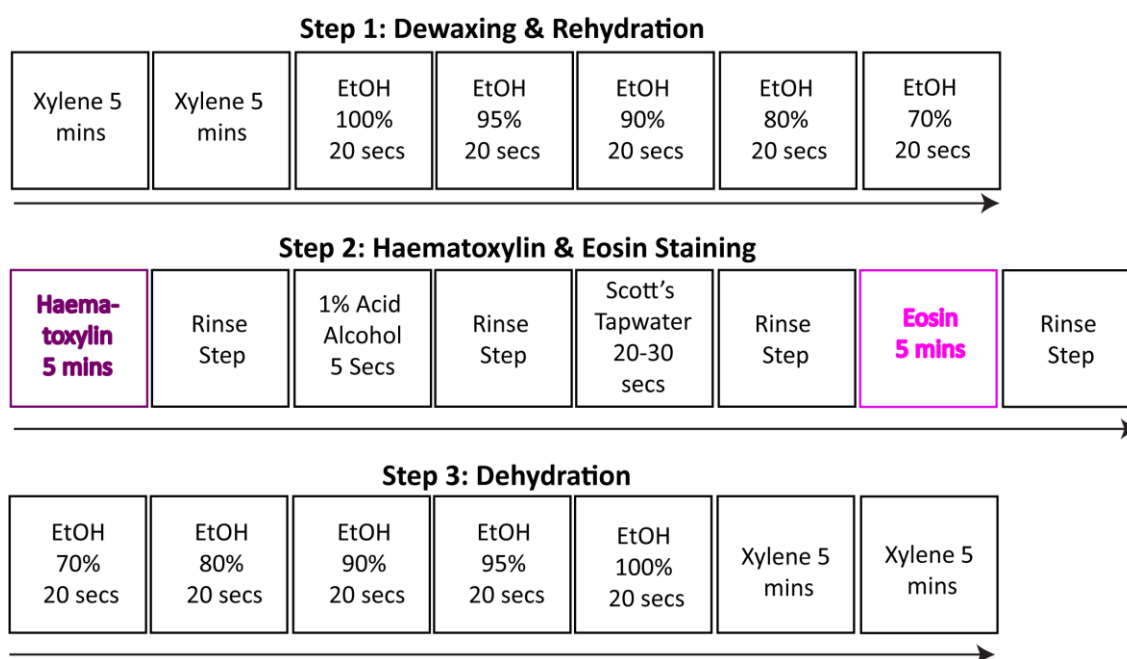 Step 1: Dewaxing & Rehydration
Xylene 5
mins
Xylene 5
mins
EtOH
100%
20 secs
EtOH
95%
20 secs
EtOH
90%
20 secs
EtOH
80%
20 secs
EtOH
70%
20 secs
Step 2: Haematoxylin & Eosin Staining
Haema-
toxylin
5 mins
Rinse
Step
1% Acid
Alcohol
5 Secs
Rinse
Step
Scott's
Tapwater
20-30
secs
Rinse
Step
Eosin
5 mins
Rinse
Step
Step 3: Dehydration
EtOH
70%
20 secs
EtOH
80%
20 secs
EtOH
90%
20 secs
EtOH
95%
20 secs
EtOH
100%
20 secs
Xylene 5
mins
Xylene 5
mins